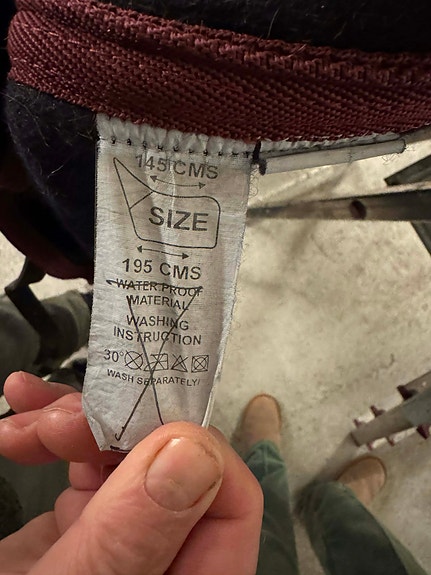 145 CMS
SIZE
195 CMS
WATER PROOF
MATERIAL
WASHING
INSTRUCTION
30°
WASH SEPARATELY!